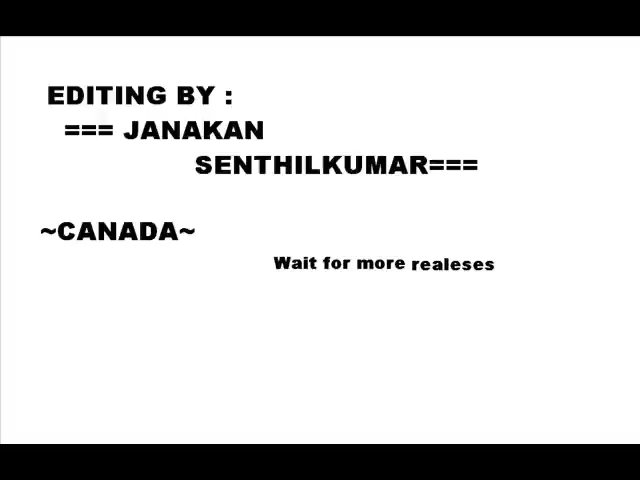 EDITING BY :
=== JANAKAN
SENTHILKUMAR===
~CANADA~
Wait for more realeses